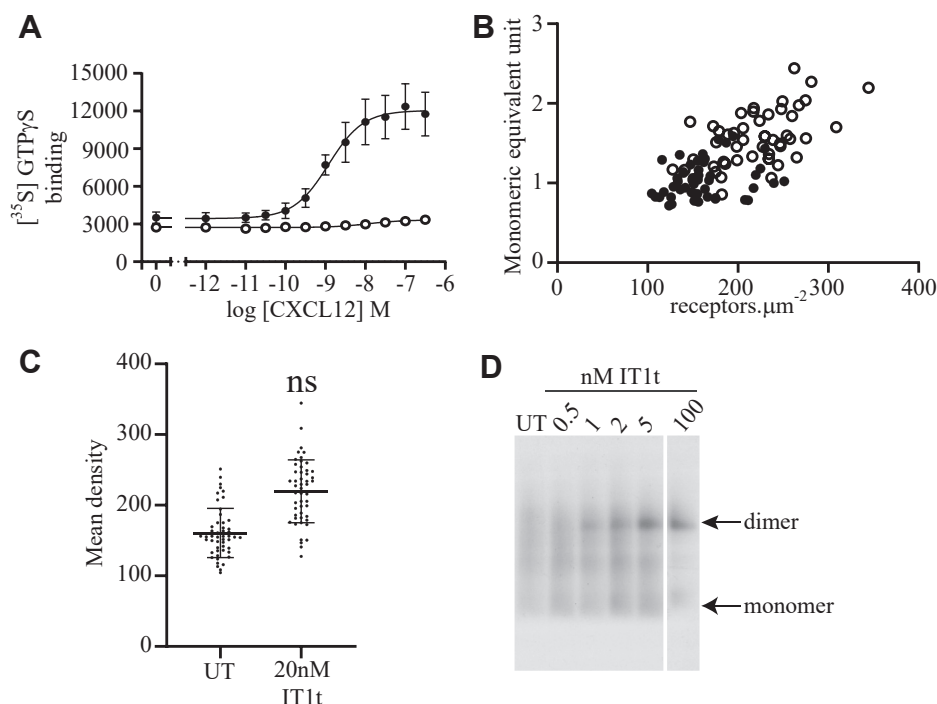 A
[35S] GTPγS
binding
15000
12000
9000
6000
3000
0
0 -12 -11 -10 -9 -8 -7 -6
log [CXCL12] M
B
Monomeric equivalent unit
3
2
1
0
0 100 200 300 400
receptors.μm-2
C
Mean density
400
300
200
100
0
ns
UT 20nM
IT1t
D
nM IT1t
UT 0.5 1 2 5 100
dimer
monomer